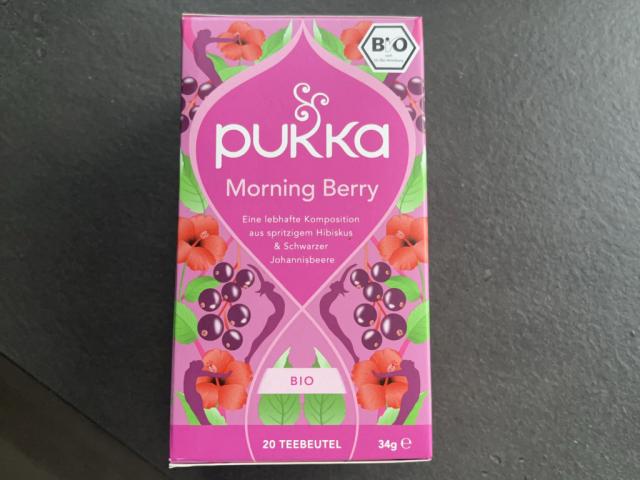 BIO
pukka
Morning Berry
Eine lebhafte Komposition
aus spritzigem Hibiskus
& Schwarzer
Johannisbeere
BIO
20 TEEBEUTEL
34g ℮